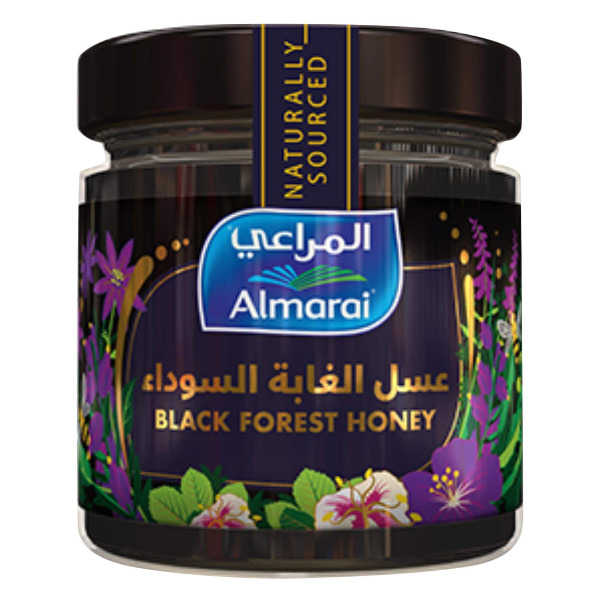 NATURALLY
SOURCED
المراعي
Almarai
عسل الغابة السوداء
BLACK FOREST HONEY